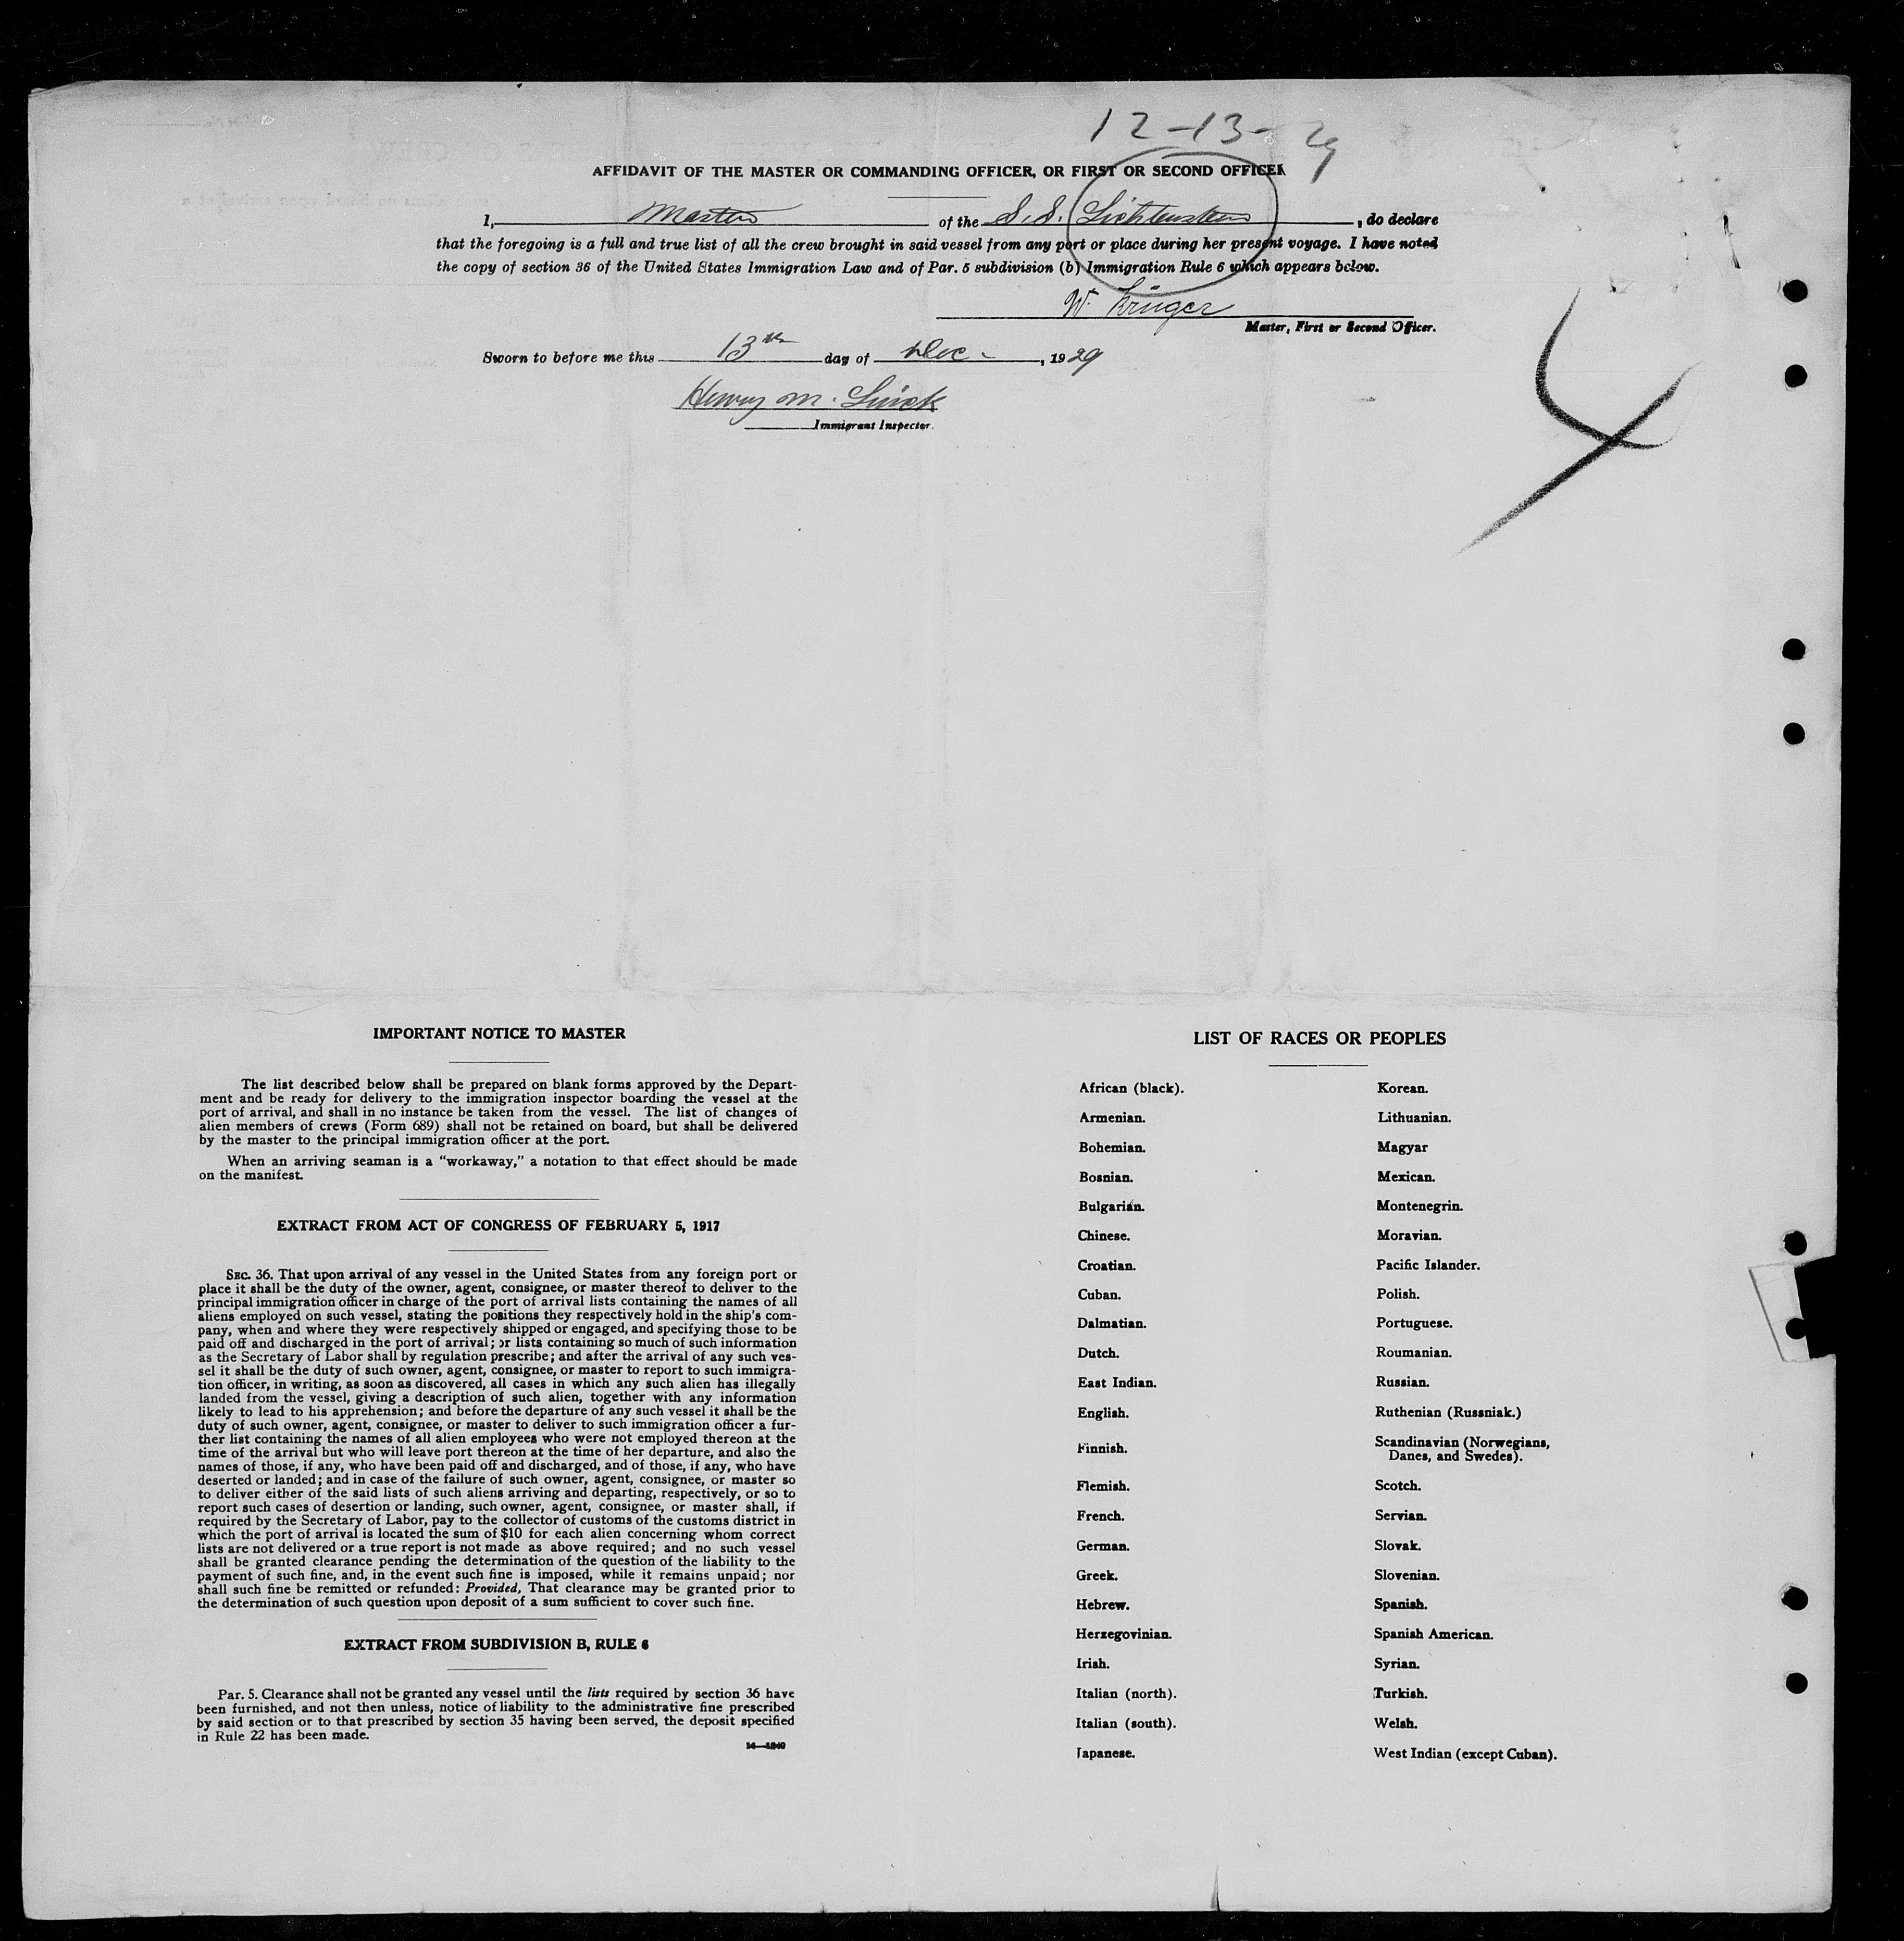 12-13-29
AFFIDAVIT OF THE MASTER OR COMMANDING OFFICER, OR FIRST OR SECOND OFFICER
I, Master of the S.S. Lichtenstein, do declare
that the foregoing is a full and true list of all the crew brought in said vessel from any port or place during her present voyage. I have noted
the copy of section 36 of the United States Immigration Law and of Par. 5 subdivision (b) Immigration Rule 6 which appears below.
W. Krüger
Master, First or Second Officer.
Sworn to before me this 13th day of Dec-, 1929
Henry M.
Immigrant Inspector.
IMPORTANT NOTICE TO MASTER
The list described below shall be prepared on blank forms approved by the Depart-
ment and be ready for delivery to the immigration inspector boarding the vessel at the
port of arrival, and shall in no instance be taken from the vessel. The list of changes of
alien members of crews (Form 689) shall not be retained on board, but shall be delivered
by the master to the principal immigration officer at the port.
When an arriving seaman is a "workaway," a notation to that effect should be made
on the manifest.
EXTRACT FROM ACT OF CONGRESS OF FEBRUARY 5, 1917
SEC. 36. That upon arrival of any vessel in the United States from any foreign port or
place it shall be the duty of the owner, agent, consignee, or master thereof to deliver to the
principal immigration officer in charge of the port of arrival lists containing the names of all
aliens employed on such vessel, stating the positions they respectively hold in the ship's com-
pany, when and where they were respectively shipped or engaged, and specifying those to be
paid off and discharged in the port of arrival; or lists containing so much of such information
as the Secretary of Labor shall by regulation prescribe; and after the arrival of any such ves-
sel it shall be the duty of such owner, agent, consignee, or master to report to such immigra-
tion officer, in writing, as soon as discovered, all cases in which any such alien has illegally
landed from the vessel, giving a description of such alien, together with any information
likely to lead to his apprehension; and before the departure of any such vessel it shall be the
duty of such owner, agent, consignee, or master to deliver to such immigration officer a fur-
ther list containing the names of all alien employees who were not employed thereon at the
time of the arrival but who will leave port thereon at the time of her departure, and also the
names of those, if any, who have been paid off and discharged, and of those, if any, who have
deserted or landed; and in case of the failure of such owner, agent, consignee, or master so
to deliver either of the said lists of such aliens arriving and departing, respectively, or so to
report such cases of desertion or landing, such owner, agent, consignee, or master shall, if
required by the Secretary of Labor, pay to the collector of customs of the customs district in
which the port of arrival is located the sum of $10 for each alien concerning whom correct
lists are not delivered or a true report is not made as above required; and no such vessel
shall be granted clearance pending the determination of the question of the liability to the
payment of such fine, and, in the event such fine is imposed, while it remains unpaid; nor
shall such fine be remitted or refunded: Provided, That clearance may be granted prior to
the determination of such question upon deposit of a sum sufficient to cover such fine.
EXTRACT FROM SUBDIVISION B, RULE 6
Par. 5. Clearance shall not be granted any vessel until the lists required by section 36 have
been furnished, and not then unless, notice of liability to the administrative fine prescribed
by said section or to that prescribed by section 35 having been served, the deposit specified
in Rule 22 has been made.
LIST OF RACES OR PEOPLES
African (black).
Armenian.
Bohemian.
Bosnian.
Bulgarian.
Chinese.
Croatian.
Cuban.
Dalmatian.
Dutch.
East Indian.
English.
Finnish.
Flemish.
French.
German.
Greek.
Hebrew.
Herzegovinian.
Irish.
Italian (north).
Italian (south).
Japanese.
Korean.
Lithuanian.
Magyar
Mexican.
Montenegrin.
Moravian.
Pacific Islander.
Polish.
Portuguese.
Roumanian.
Russian.
Ruthenian (Russniak.)
Scandinavian (Norwegians,
Danes, and Swedes).
Scotch.
Servian.
Slovak.
Slovenian.
Spanish.
Spanish American.
Syrian.
Turkish.
Welsh.
West Indian (except Cuban).